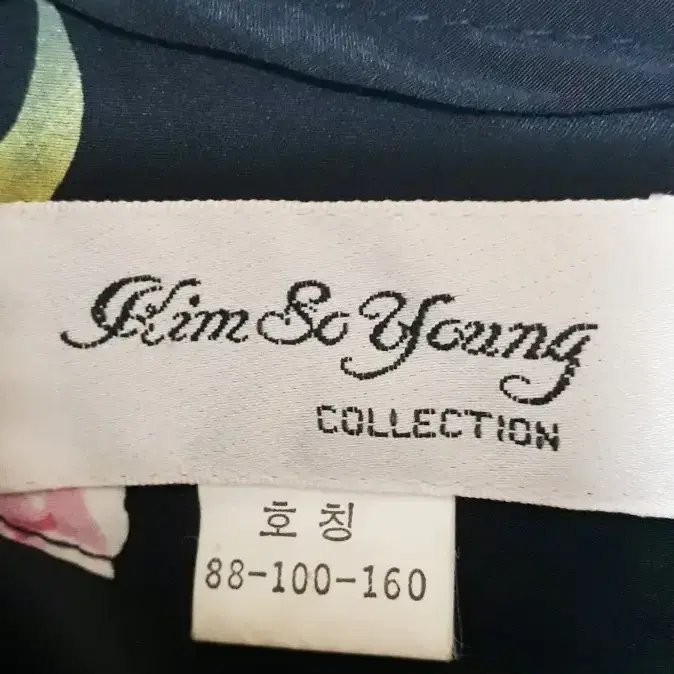 Kim So Young
COLLECTION
호칭
88-100-160